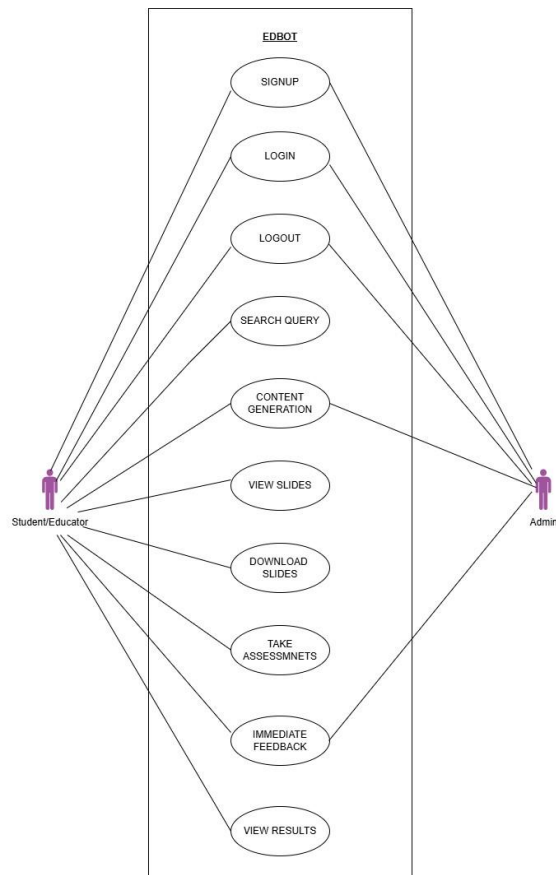 EDBOT
SIGNUP
LOGIN
LOGOUT
SEARCH QUERY
CONTENT
GENERATION
VIEW SLIDES
Student/Educator
Admin
DOWNLOAD
SLIDES
TAKE
ASSESSMNETS
IMMEDIATE
FEEDBACK
VIEW RESULTS